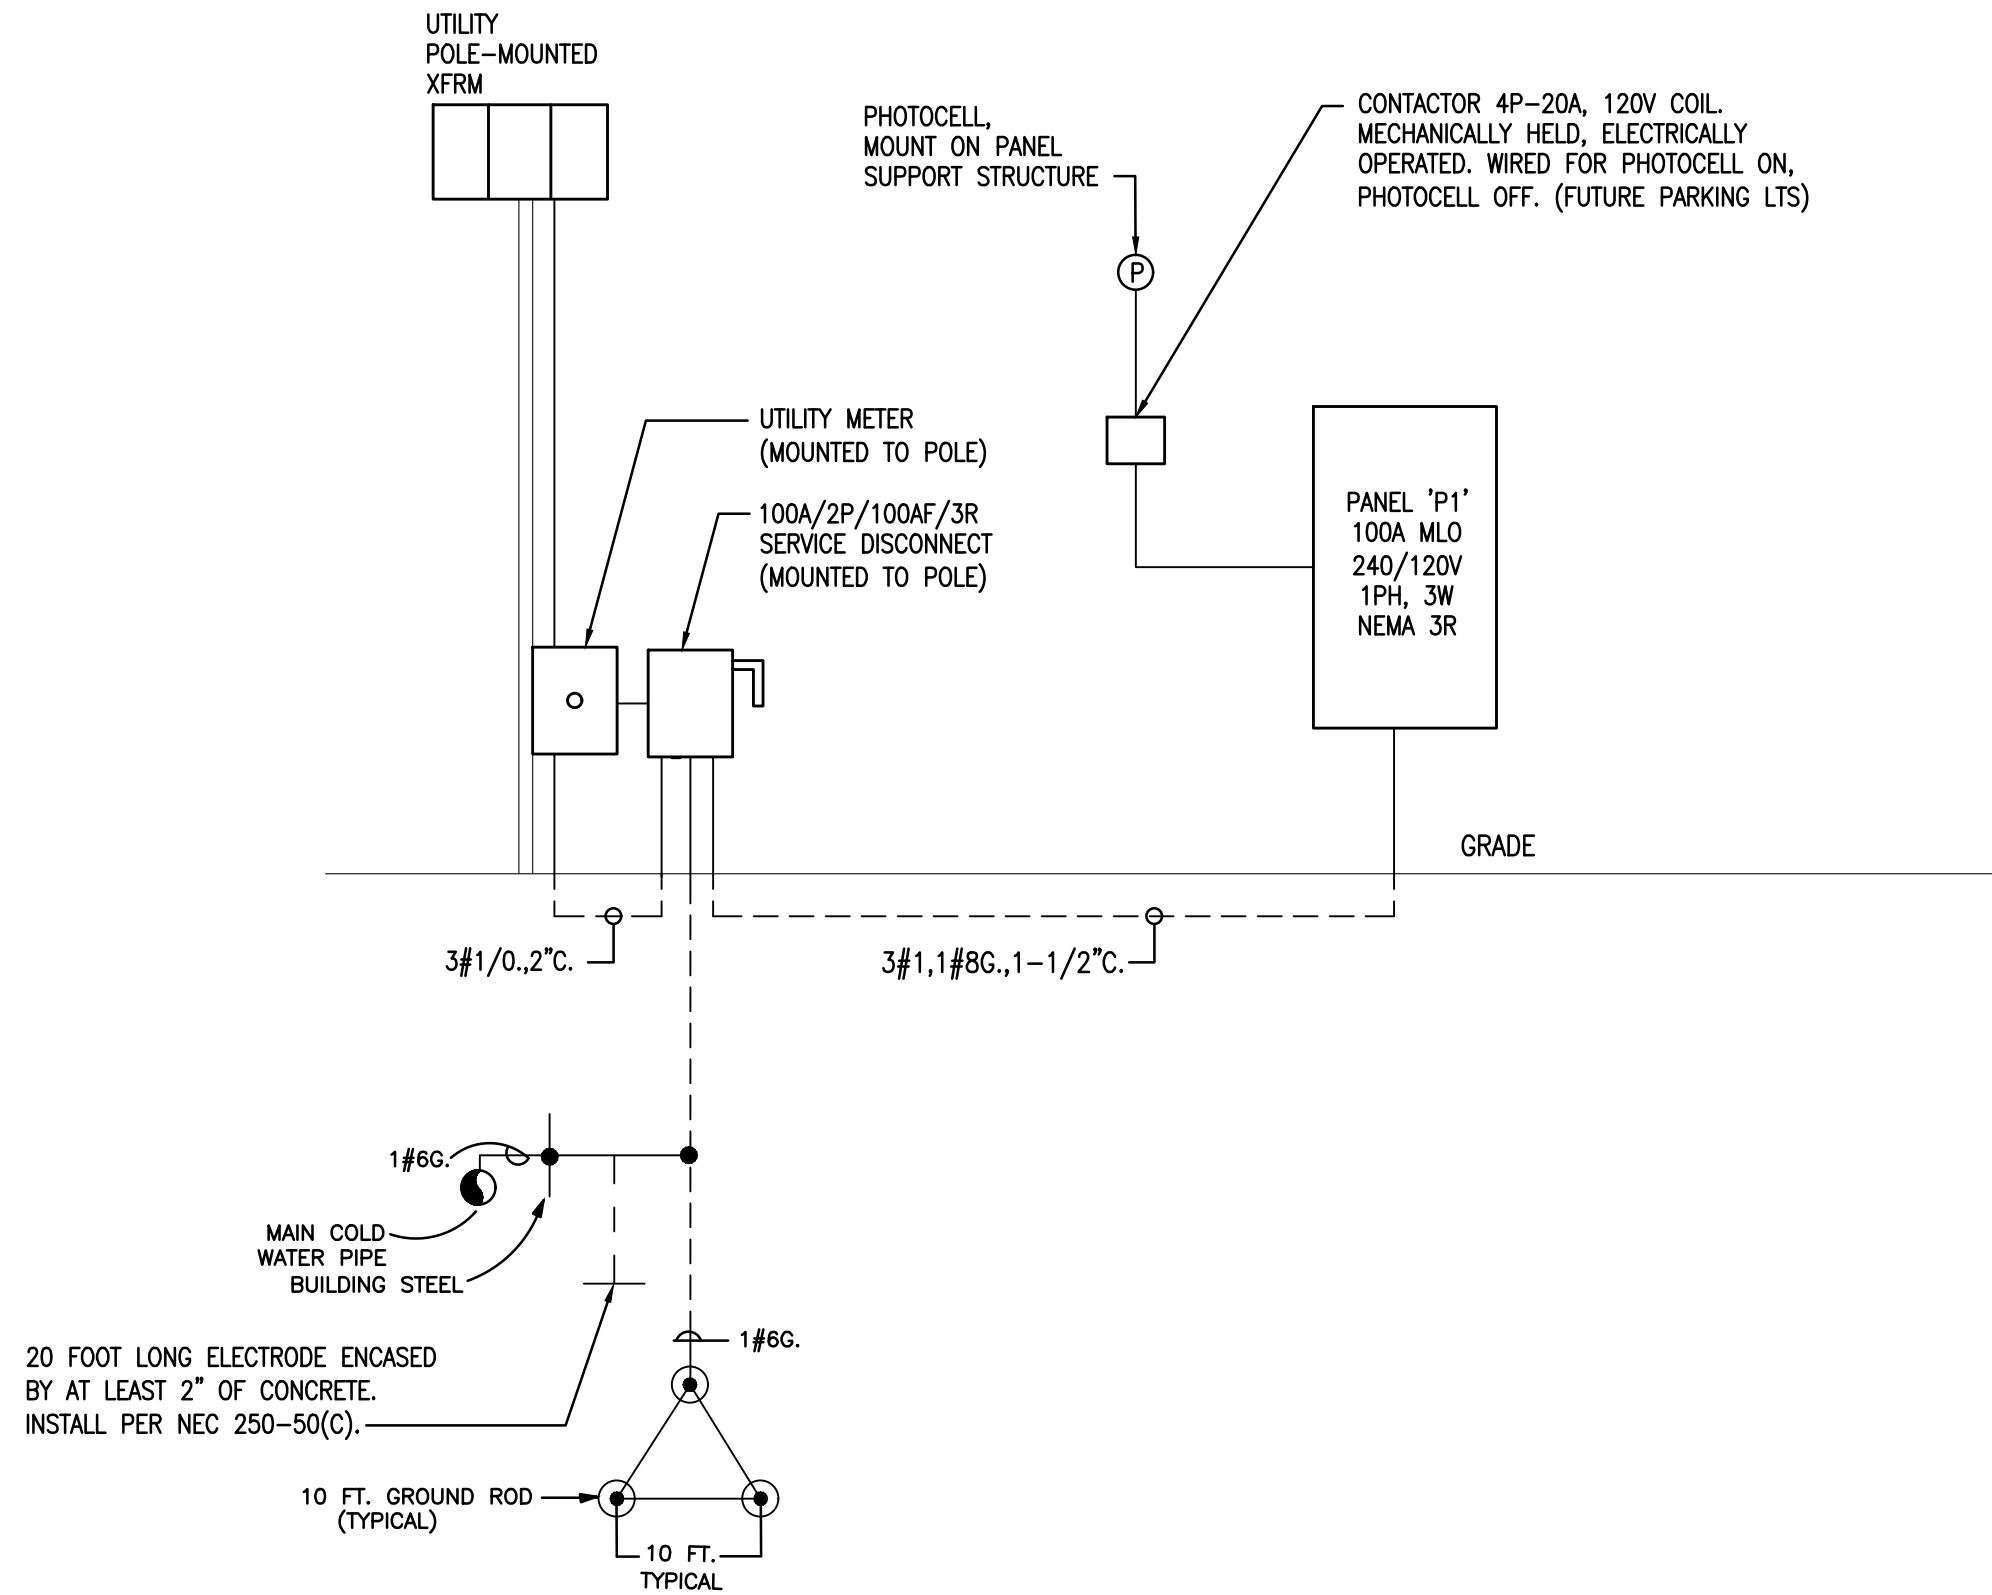 UTILITY
POLE-MOUNTED
XFRM
PHOTOCELL,
MOUNT ON PANEL
SUPPORT STRUCTURE
CONTACTOR 4P-20A, 120V COIL.
MECHANICALLY HELD, ELECTRICALLY
OPERATED. WIRED FOR PHOTOCELL ON,
PHOTOCELL OFF. (FUTURE PARKING LTS)
P
UTILITY METER
(MOUNTED TO POLE)
100A/2P/100AF/3R
SERVICE DISCONNECT
(MOUNTED TO POLE)
PANEL 'P1'
100A MLO
240/120V
1PH, 3W
NEMA 3R
GRADE
3#1/0.,2"C.
3#1,1#8G.,1-1/2"C.
1#6G.
MAIN COLD
WATER PIPE
BUILDING STEEL
1#6G.
20 FOOT LONG ELECTRODE ENCASED
BY AT LEAST 2" OF CONCRETE.
INSTALL PER NEC 250-50(C).
10 FT. GROUND ROD
(TYPICAL)
10 FT.
TYPICAL